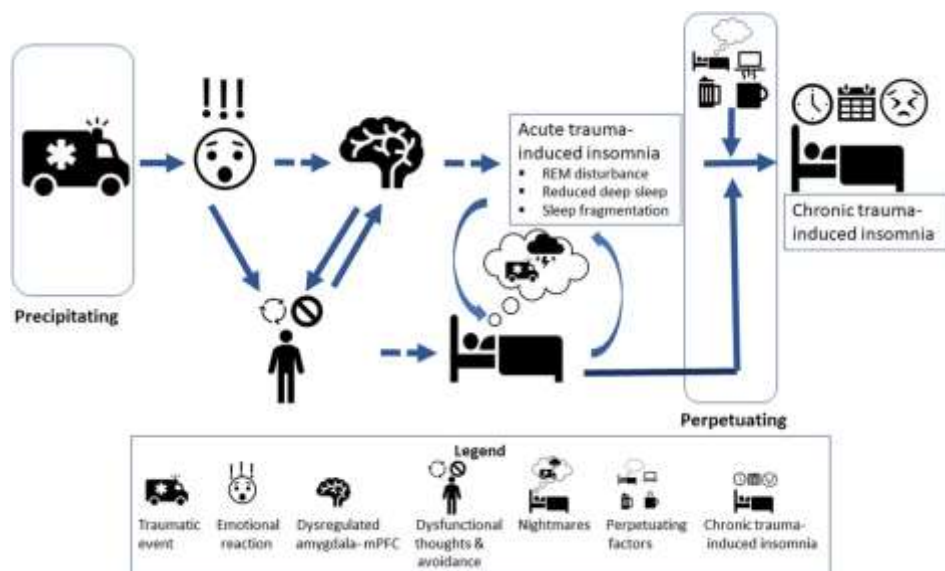 !!!
Acute trauma-
induced insomnia
▪ REM disturbance
▪ Reduced deep sleep
▪ Sleep fragmentation
Chronic trauma-
induced insomnia
Precipitating
Perpetuating
Legend
Traumatic
event
Emotional
reaction
Dysregulated
amygdala- mPFC
Dysfunctional
thoughts &
avoidance
Nightmares
Perpetuating
factors
Chronic trauma-
induced insomnia